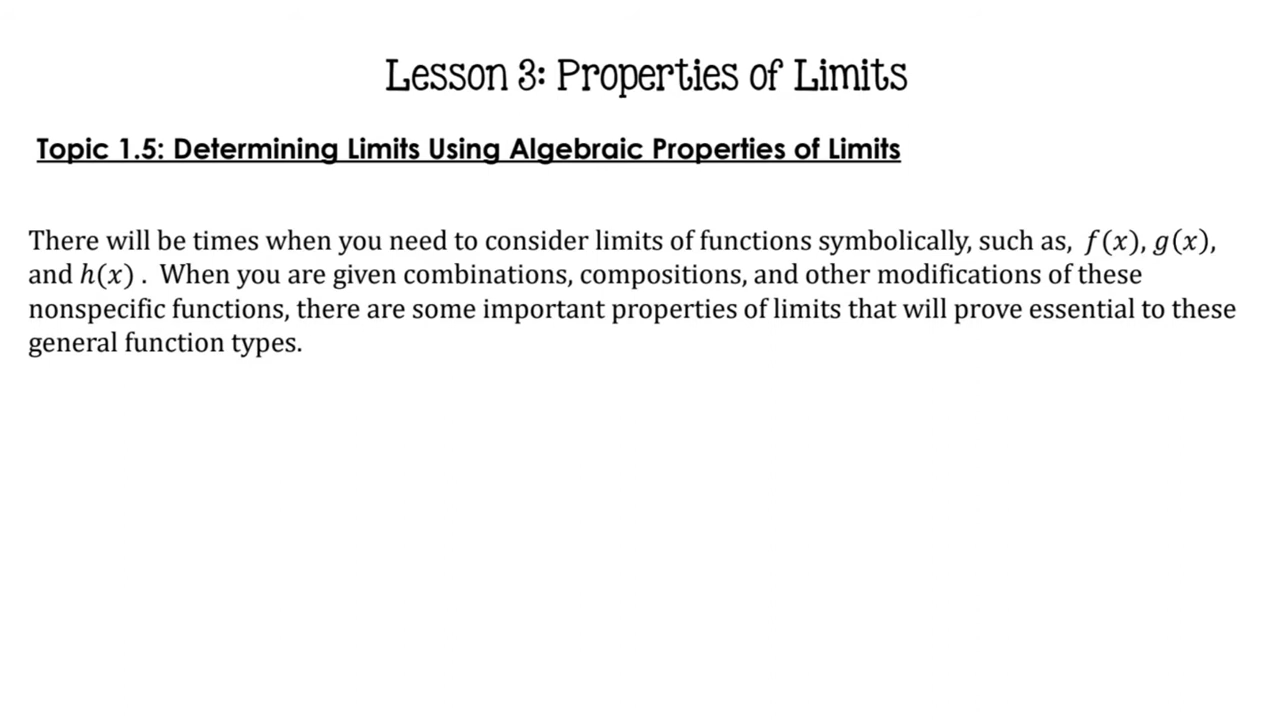 Lesson 3: Properties of Limits
Topic 1.5: Determining Limits Using Algebraic Properties of Limits
There will be times when you need to consider limits of functions symbolically, such as, f(x), g(x),
and h(x) . When you are given combinations, compositions, and other modifications of these
nonspecific functions, there are some important properties of limits that will prove essential to these
general function types.